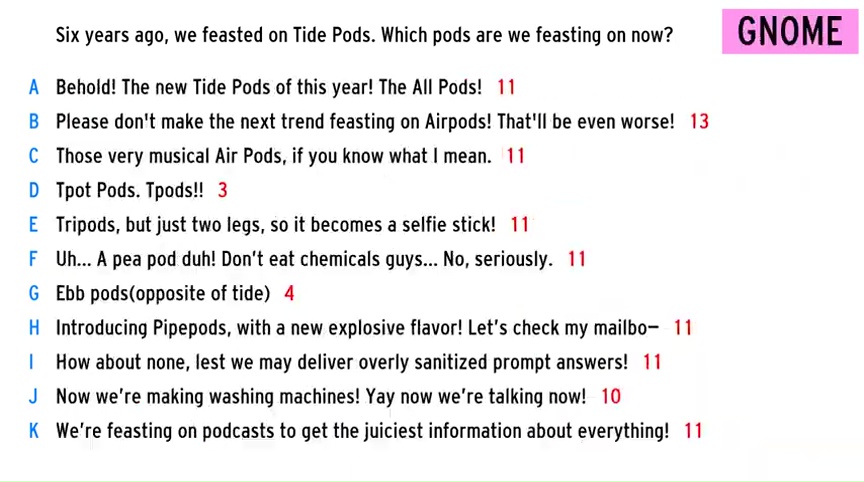 Six years ago, we feasted on Tide Pods. Which pods are we feasting on now?
GNOME
A Behold! The new Tide Pods of this year! The All Pods! 11
B Please don't make the next trend feasting on Airpods! That'll be even worse! 13
C Those very musical Air Pods, if you know what I mean. 11
D Tpot Pods. Tpods!! 3
E Tripods, but just two legs, so it becomes a selfie stick! 11
F Uh... A pea pod duh! Don't eat chemicals guys... No, seriously. 11
G Ebb pods(opposite of tide) 4
H Introducing Pipepods, with a new explosive flavor! Let's check my mailbo— 11
I How about none, lest we may deliver overly sanitized prompt answers! 11
J Now we're making washing machines! Yay now we're talking now! 10
K We're feasting on podcasts to get the juiciest information about everything! 11